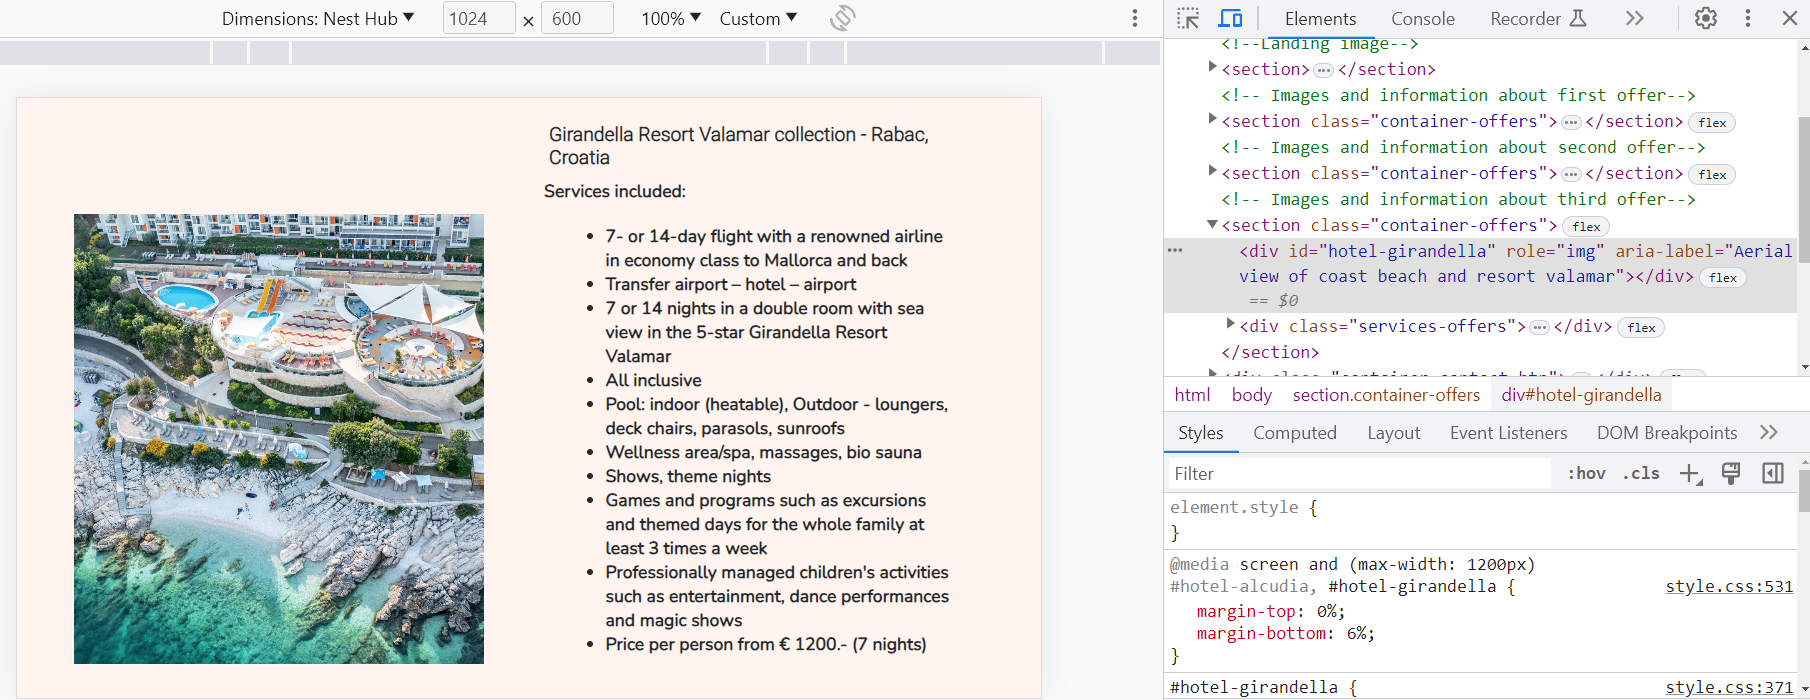 Dimensions: Nest Hub ▼ 1024 × 600 100% ▼ Custom ▼
Girandella Resort Valamar collection - Rabac,
Croatia
Services included:
• 7- or 14-day flight with a renowned airline
in economy class to Mallorca and back
• Transfer airport – hotel – airport
• 7 or 14 nights in a double room with sea
view in the 5-star Girandella Resort
Valamar
• All inclusive
• Pool: indoor (heatable), Outdoor - loungers,
deck chairs, parasols, sunroofs
• Wellness area/spa, massages, bio sauna
• Shows, theme nights
• Games and programs such as excursions
and themed days for the whole family at
least 3 times a week
• Professionally managed children's activities
such as entertainment, dance performances
and magic shows
• Price per person from € 1200.- (7 nights)
Elements Console Recorder
<!--Landing image-->
<section>…</section>
<!-- Images and information about first offer-->
<section class="container-offers">…</section> flex
<!-- Images and information about second offer-->
<section class="container-offers">…</section> flex
<!-- Images and information about third offer-->
<section class="container-offers"> flex
<div id="hotel-girandella" role="img" aria-label="Aerial
view of coast beach and resort valamar"></div> flex
== $0
<div class="services-offers">…</div> flex
</section>
<div class="container-contact-btn">…</div>
html body section.container-offers div#hotel-girandella
Styles Computed Layout Event Listeners DOM Breakpoints
Filter :hov .cls
element.style {
}
@media screen and (max-width: 1200px)
#hotel-alcudia, #hotel-girandella { style.css:531
margin-top: 0%;
margin-bottom: 6%;
}
#hotel-girandella { style.css:371